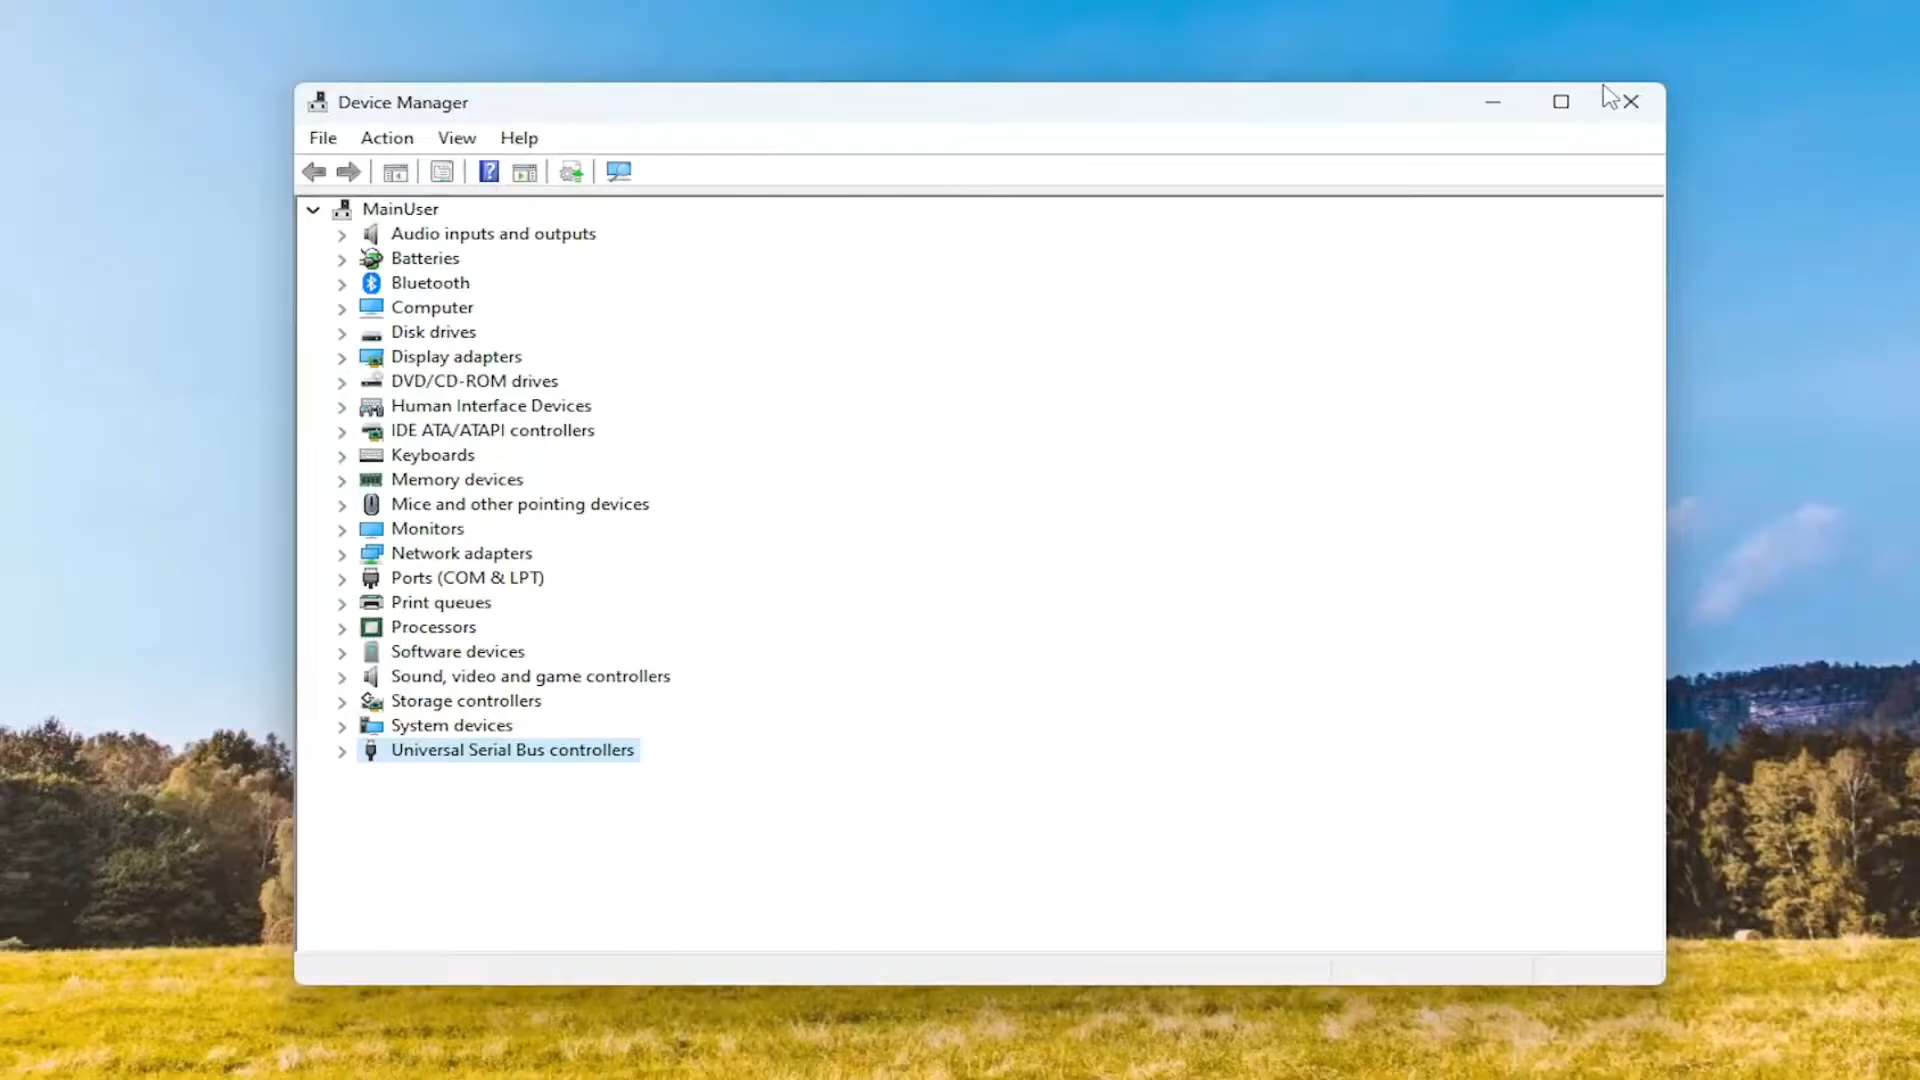 Device Manager
File Action View Help
MainUser
Audio inputs and outputs
Batteries
Bluetooth
Computer
Disk drives
Display adapters
DVD/CD-ROM drives
Human Interface Devices
IDE ATA/ATAPI controllers
Keyboards
Memory devices
Mice and other pointing devices
Monitors
Network adapters
Ports (COM & LPT)
Print queues
Processors
Software devices
Sound, video and game controllers
Storage controllers
System devices
Universal Serial Bus controllers